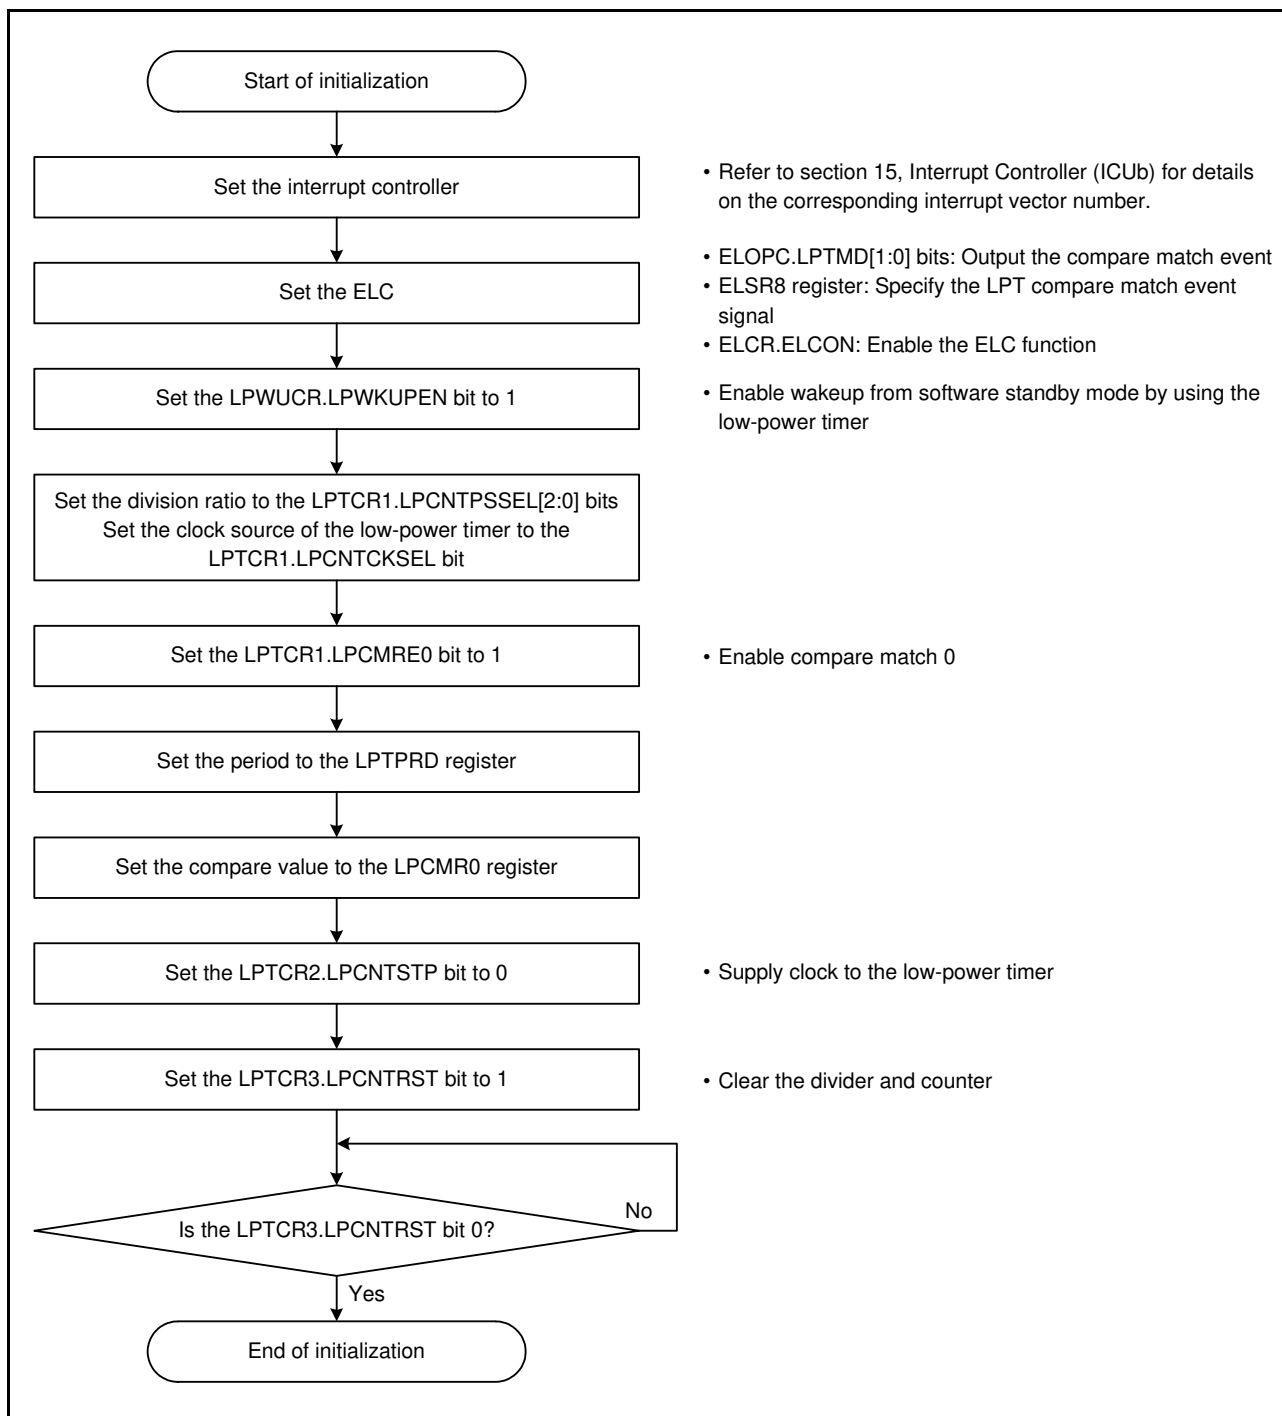 Start of initialization
Set the interrupt controller
• Refer to section 15, Interrupt Controller (ICUb) for details
on the corresponding interrupt vector number.
Set the ELC
• ELOPC.LPTMD[1:0] bits: Output the compare match event
• ELSR8 register: Specify the LPT compare match event
signal
• ELCR.ELCON: Enable the ELC function
Set the LPWUCR.LPWKUPEN bit to 1
• Enable wakeup from software standby mode by using the
low-power timer
Set the division ratio to the LPTCR1.LPCNTPSSEL[2:0] bits
Set the clock source of the low-power timer to the
LPTCR1.LPCNTCKSEL bit
Set the LPTCR1.LPCMRE0 bit to 1
• Enable compare match 0
Set the period to the LPTPRD register
Set the compare value to the LPCMR0 register
Set the LPTCR2.LPCNTSTP bit to 0
• Supply clock to the low-power timer
Set the LPTCR3.LPCNTRST bit to 1
• Clear the divider and counter
Is the LPTCR3.LPCNTRST bit 0?
No
Yes
End of initialization